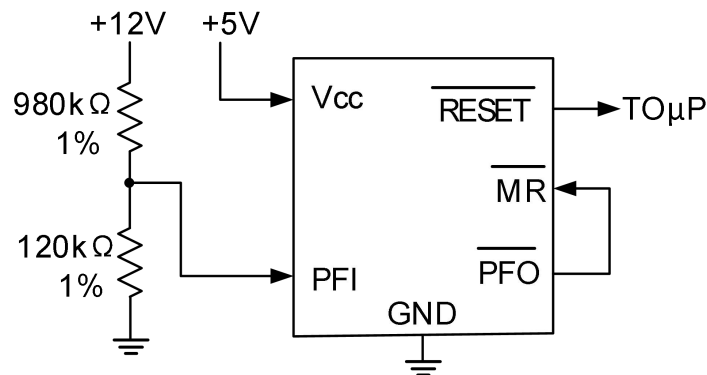 +12V
+5V
980kΩ
1%
120kΩ
1%
Vcc
RESET
TOµP
MR
PFI
PFO
GND